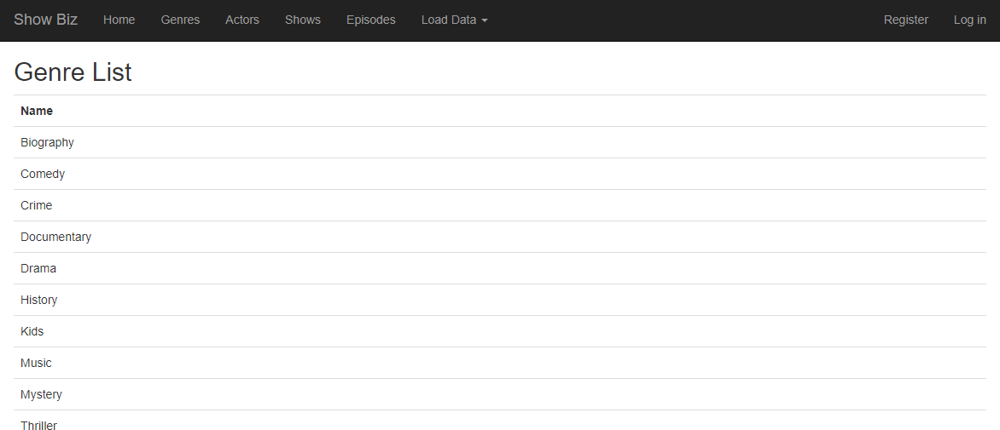 Show Biz Home Genres Actors Shows Episodes Load Data Register Log in
Genre List
Name
Biography
Comedy
Crime
Documentary
Drama
History
Kids
Music
Mystery
Thriller